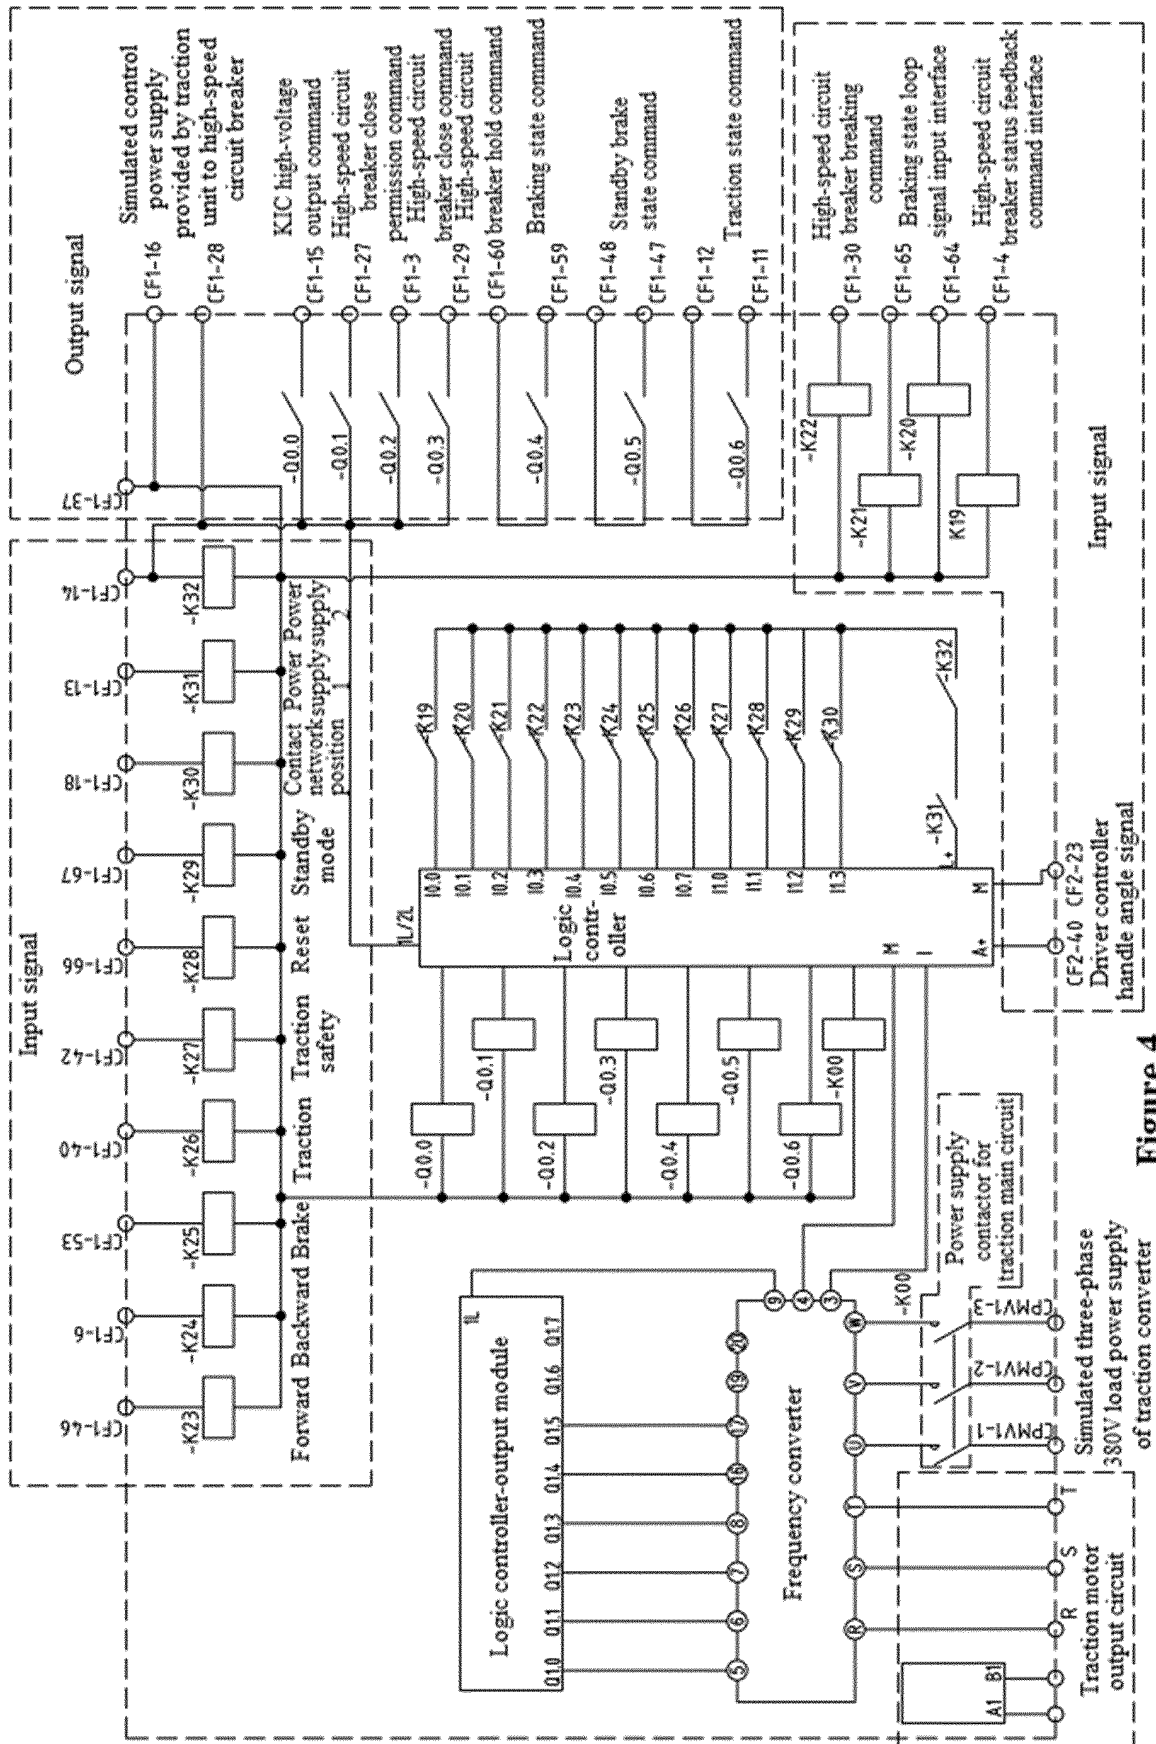 Output signal
Simulated control
power supply
provided by traction
unit to high-speed
circuit breaker
KIC high-voltage
output command
High-speed circuit
breaker close
permission command
High-speed circuit
breaker close command
High-speed circuit
breaker hold command
Braking state command
Standby brake
state command
Traction state command
CF1-16
CF1-28
CF1-15
CF1-27
CF1-3
CF1-29
CF1-60
CF1-59
CF1-48
CF1-47
CF1-12
CF1-11
CF1-37
-Q0.0
-Q0.1
-Q0.2
-Q0.3
-Q0.4
-Q0.5
-Q0.6
High-speed circuit
breaker breaking
command
Braking state loop
signal input interface
High-speed circuit
breaker status feedback
command interface
CF1-30
CF1-65
CF1-64
CF1-4
-K22
-K21
-K20
K19
Input signal
Input signal
CF1-46
CF1-6
CF1-53
CF1-40
CF1-42
CF1-66
CF1-67
CF1-18
CF1-13
CF1-14
-K23
-K24
-K25
-K26
-K27
-K28
-K29
-K30
-K31
-K32
Forward
Backward
Brake
Traction
Traction
safety
Reset
Standby
mode
Contact
network
position
Power
supply
1
Power
supply
2
1L/2L
Logic
contr-
oller
I0.0
I0.1
I0.2
I0.3
I0.4
I0.5
I0.6
I0.7
I1.0
I1.1
I1.2
I1.3
L+
-K19
-K20
-K21
-K22
-K23
-K24
-K25
-K26
-K27
-K28
-K29
-K30
-K31
-K32
M
I
A+
M
CF2-40
CF2-23
Driver controller
handle angle signal
-Q0.0
-Q0.1
-Q0.2
-Q0.3
-Q0.4
-Q0.5
-Q0.6
-K00
Logic controller-output module
1L
Q1.0
Q1.1
Q1.2
Q1.3
Q1.4
Q1.5
Q1.6
Q1.7
5
6
7
8
16
17
19
20
9
4
3
Frequency converter
R
S
T
U
V
W
-K00
Power supply
contactor for
traction main circuit
CPMV1-1
CPMV1-2
CPMV1-3
Simulated three-phase
380V load power supply
of traction converter
A1
B1
R
S
T
Traction motor
output circuit
Figure 4